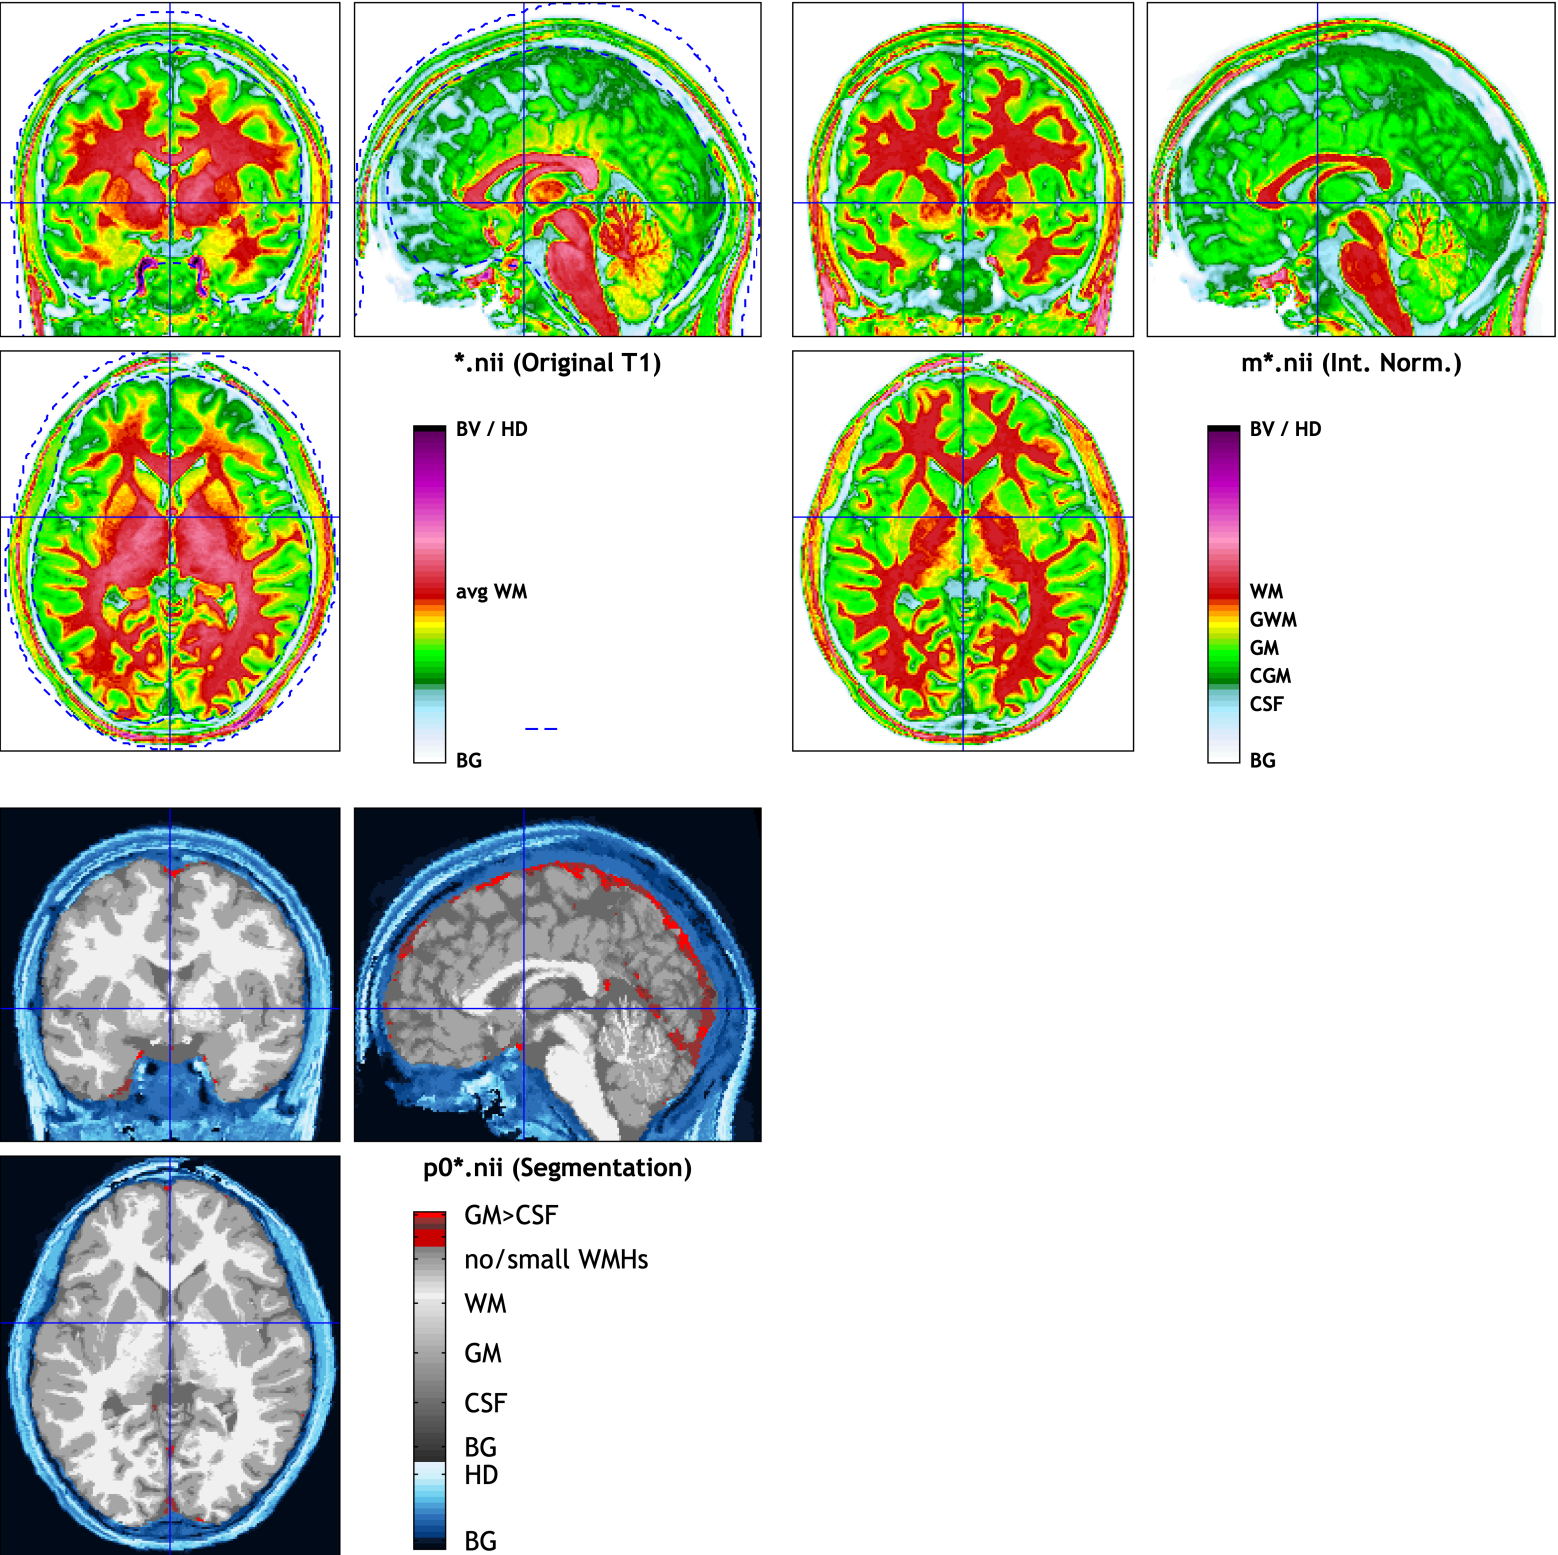 *.nii (Original T1)
BV / HD
avg WM
BG
m*.nii (Int. Norm.)
BV / HD
WM
GWM
GM
CGM
CSF
BG
p0*.nii (Segmentation)
GM>CSF
no/small WMHs
WM
GM
CSF
BG
HD
BG